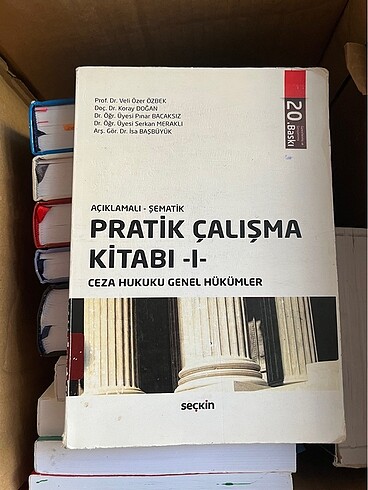 Prof. Dr. Veli Özer ÖZBEK
Doç. Dr. Koray DOĞAN
Dr. Öğr. Üyesi Pınar BACAKSIZ
Dr. Öğr. Üyesi Serkan MERAKLI
Arş. Gör. Dr. İsa BAŞBÜYÜK
20.Baskı
AÇIKLAMALI - ŞEMATİK
PRATİK ÇALIŞMA
KİTABI -I-
CEZA HUKUKU GENEL HÜKÜMLER
seçkin